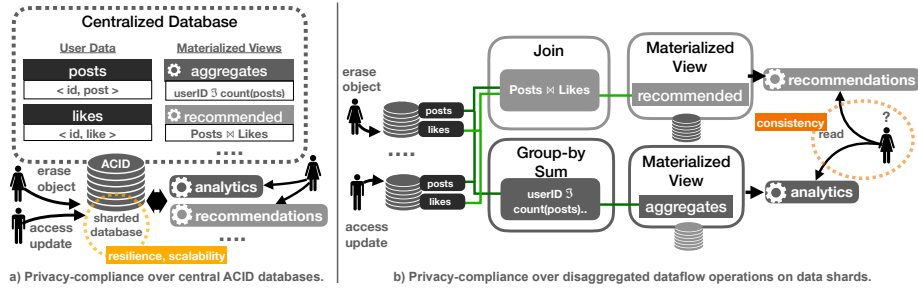 Centralized Database
User Data
Materialized Views
posts
< id, post >
aggregates
userID ℑ count(posts)
likes
< id, like >
recommended
Posts ⋈ Likes
....
ACID
erase
object
access
update
sharded
database
analytics
recommendations
....
resilience, scalability
a) Privacy-compliance over central ACID databases.
erase
object
posts
likes
....
posts
likes
access
update
Join
Posts ⋈ Likes
Group-by
Sum
userID ℑ
count(posts)..
Materialized
View
recommended
Materialized
View
aggregates
recommendations
consistency
read
?
analytics
b) Privacy-compliance over disaggregated dataflow operations on data shards.